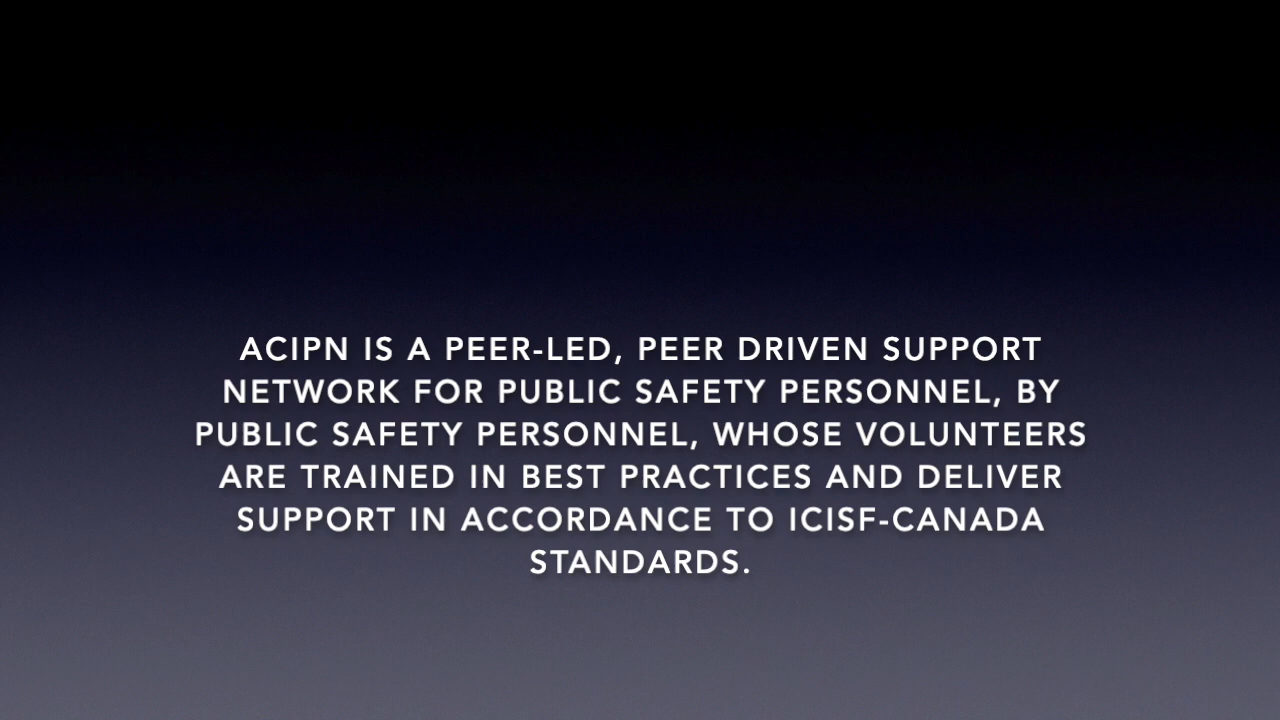 ACIPN IS A PEER-LED, PEER DRIVEN SUPPORT
NETWORK FOR PUBLIC SAFETY PERSONNEL, BY
PUBLIC SAFETY PERSONNEL, WHOSE VOLUNTEERS
ARE TRAINED IN BEST PRACTICES AND DELIVER
SUPPORT IN ACCORDANCE TO ICISF-CANADA
STANDARDS.